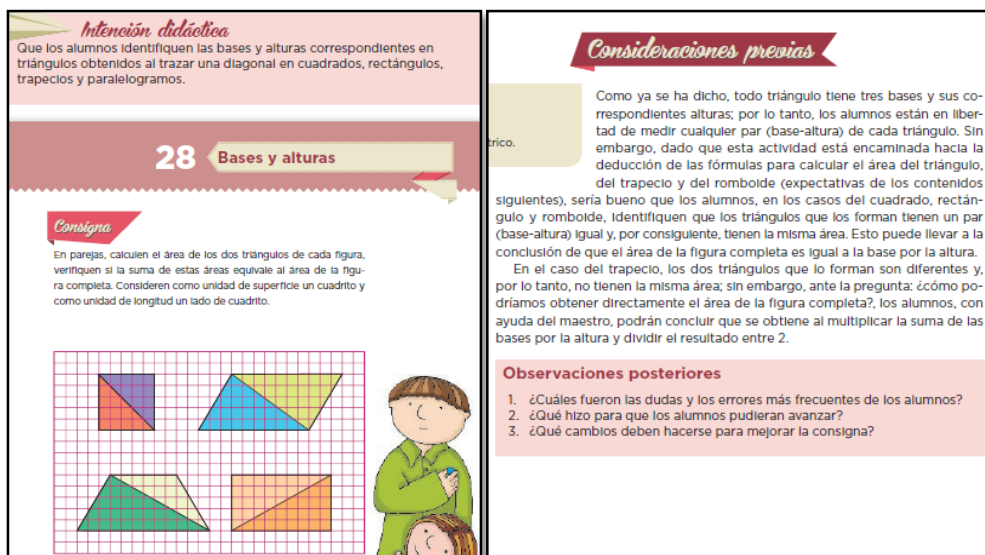 Intención didáctica
Que los alumnos identifiquen las bases y alturas correspondientes en
triángulos obtenidos al trazar una diagonal en cuadrados, rectángulos,
trapecios y paralelogramos.
28 Bases y alturas
Consigna
En parejas, calculen el área de los dos triángulos de cada figura,
verifiquen si la suma de estas áreas equivale al área de la figu-
ra completa. Consideren como unidad de superficie un cuadrito y
como unidad de longitud un lado de cuadrito.
Consideraciones previas
trico.
Como ya se ha dicho, todo triángulo tiene tres bases y sus co-
rrespondientes alturas; por lo tanto, los alumnos están en liber-
tad de medir cualquier par (base-altura) de cada triángulo. Sin
embargo, dado que esta actividad está encaminada hacia la
deducción de las fórmulas para calcular el área del triángulo,
del trapecio y del romboide (expectativas de los contenidos
siguientes), sería bueno que los alumnos, en los casos del cuadrado, rectán-
gulo y romboide, identifiquen que los triángulos que los forman tienen un par
(base-altura) igual y, por consiguiente, tienen la misma área. Esto puede llevar a la
conclusión de que el área de la figura completa es igual a la base por la altura.
En el caso del trapecio, los dos triángulos que lo forman son diferentes y,
por lo tanto, no tienen la misma área; sin embargo, ante la pregunta: ¿cómo po-
dríamos obtener directamente el área de la figura completa?, los alumnos, con
ayuda del maestro, podrán concluir que se obtiene al multiplicar la suma de las
bases por la altura y dividir el resultado entre 2.
Observaciones posteriores
1. ¿Cuáles fueron las dudas y los errores más frecuentes de los alumnos?
2. ¿Qué hizo para que los alumnos pudieran avanzar?
3. ¿Qué cambios deben hacerse para mejorar la consigna?